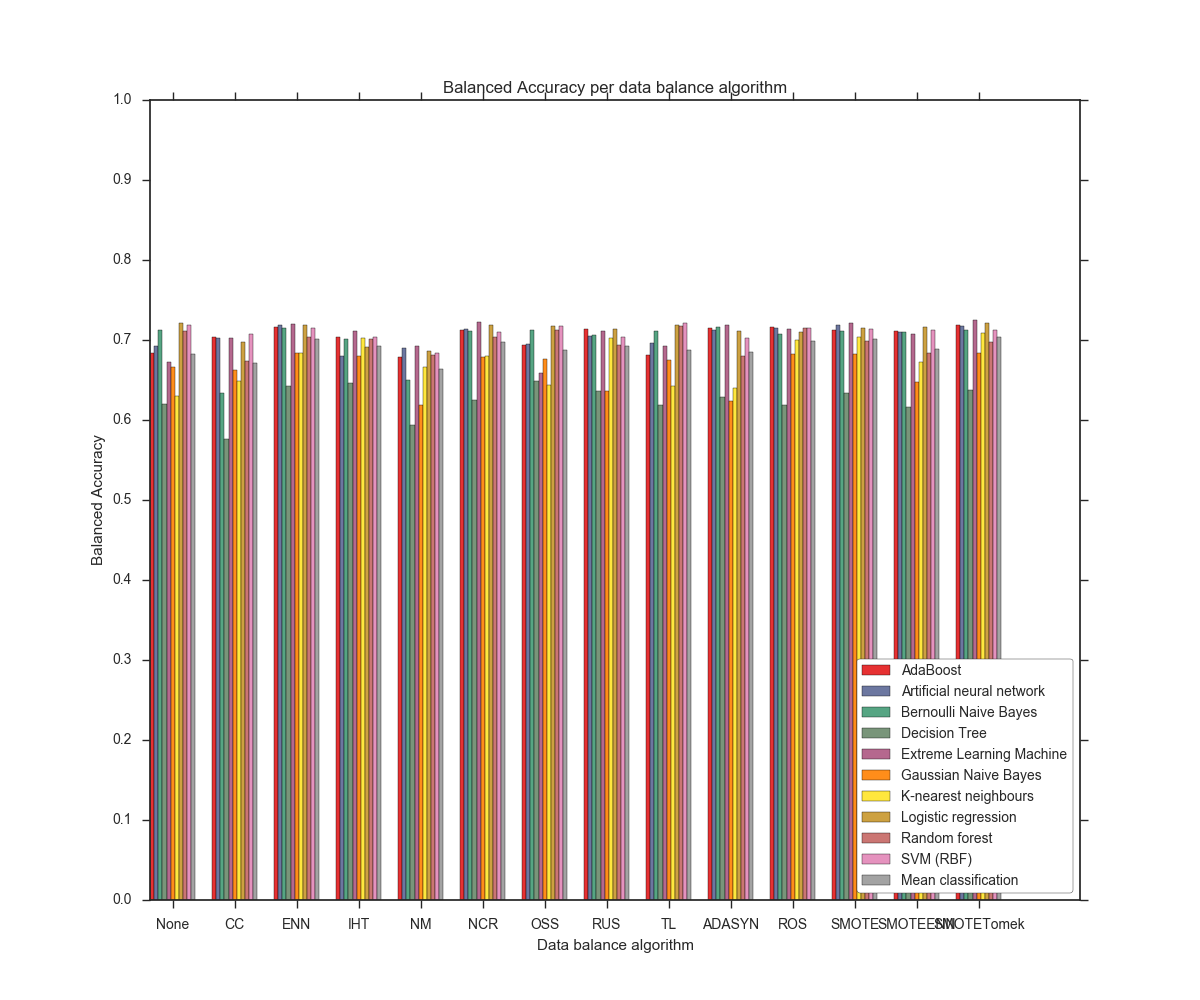 Balanced Accuracy per data balance algorithm
1.0
0.9
0.8
0.7
0.6
0.5
0.4
0.3
0.2
0.1
0.0
Balanced Accuracy
AdaBoost
Artificial neural network
Bernoulli Naive Bayes
Decision Tree
Extreme Learning Machine
Gaussian Naive Bayes
K-nearest neighbours
Logistic regression
Random forest
SVM (RBF)
Mean classification
None CC ENN IHT NM NCR OSS RUS TL ADASYN ROS SMOTE SMOTEENN SMOTETomek
Data balance algorithm